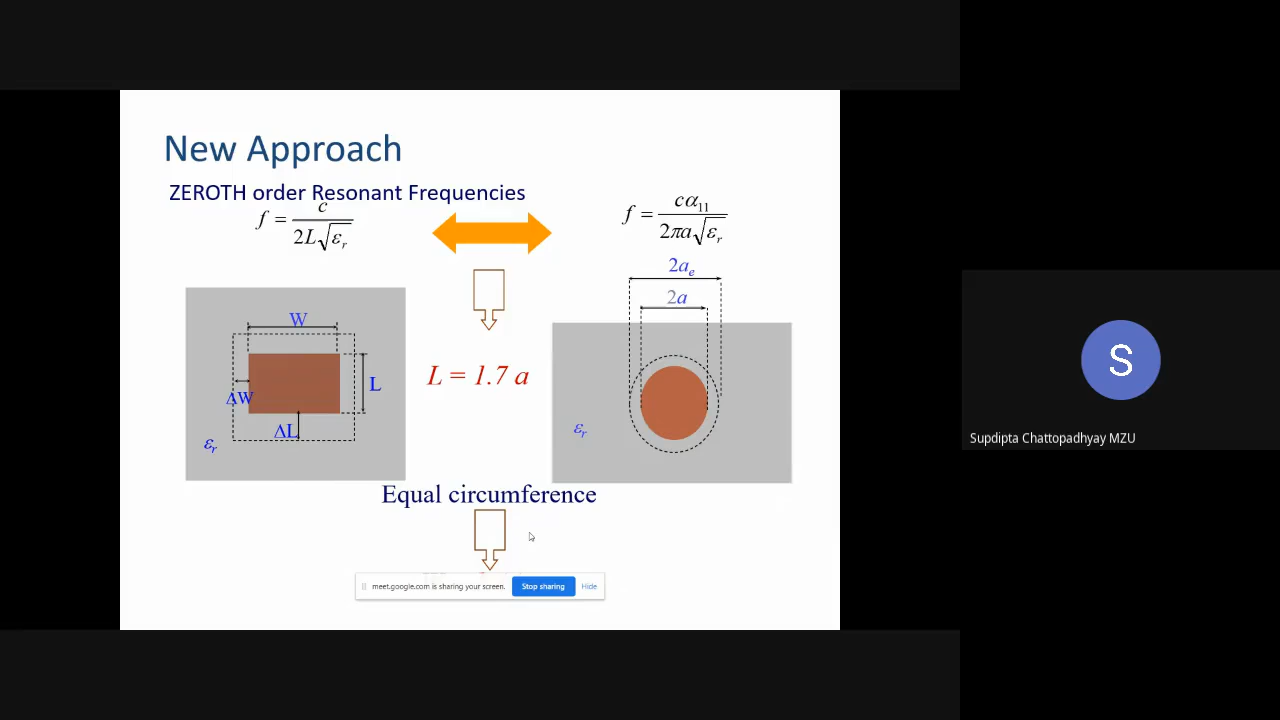 New Approach
ZEROTH order Resonant Frequencies
f = c / 2L√εr
f = cα11 / 2πa√εr
2ae
2a
W
L
ΔW
ΔL
εr
L = 1.7 a
εr
Equal circumference
meet.google.com is sharing your screen.
Stop sharing
Hide
S
Supdipta Chattopadhyay MZU